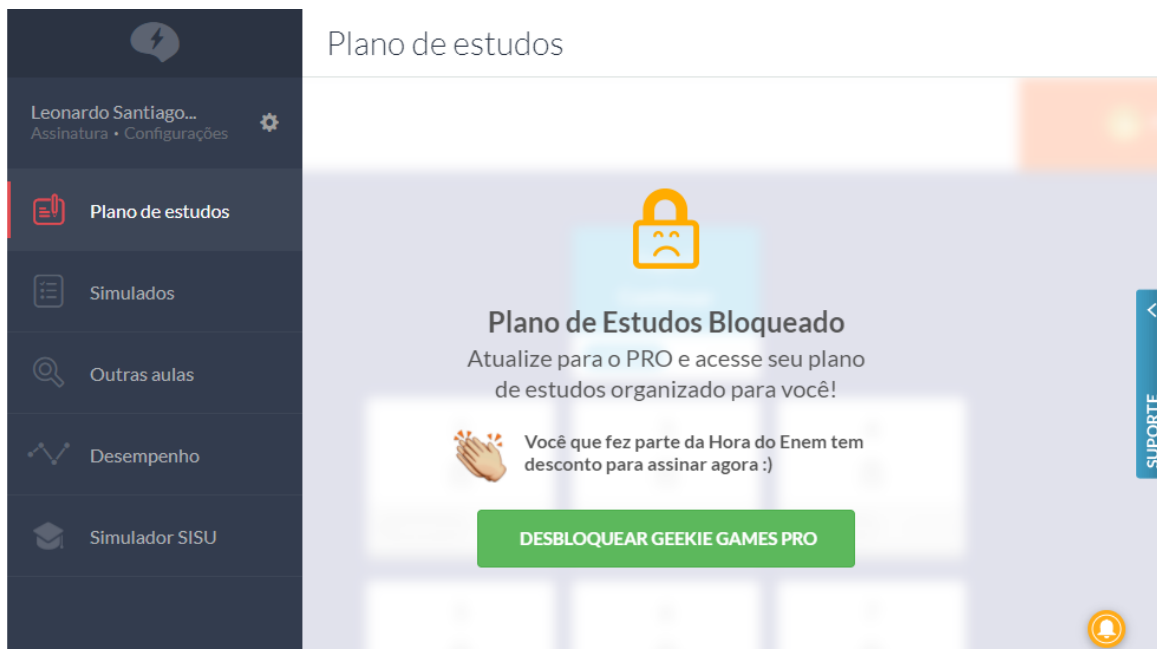 Plano de estudos
Leonardo Santiago...
Assinatura • Configurações
Plano de estudos
Simulados
Outras aulas
Desempenho
Simulador SISU
Plano de Estudos Bloqueado
Atualize para o PRO e acesse seu plano
de estudos organizado para você!
Você que fez parte da Hora do Enem tem
desconto para assinar agora :)
DESBLOQUEAR GEEKIE GAMES PRO
SUPORTE